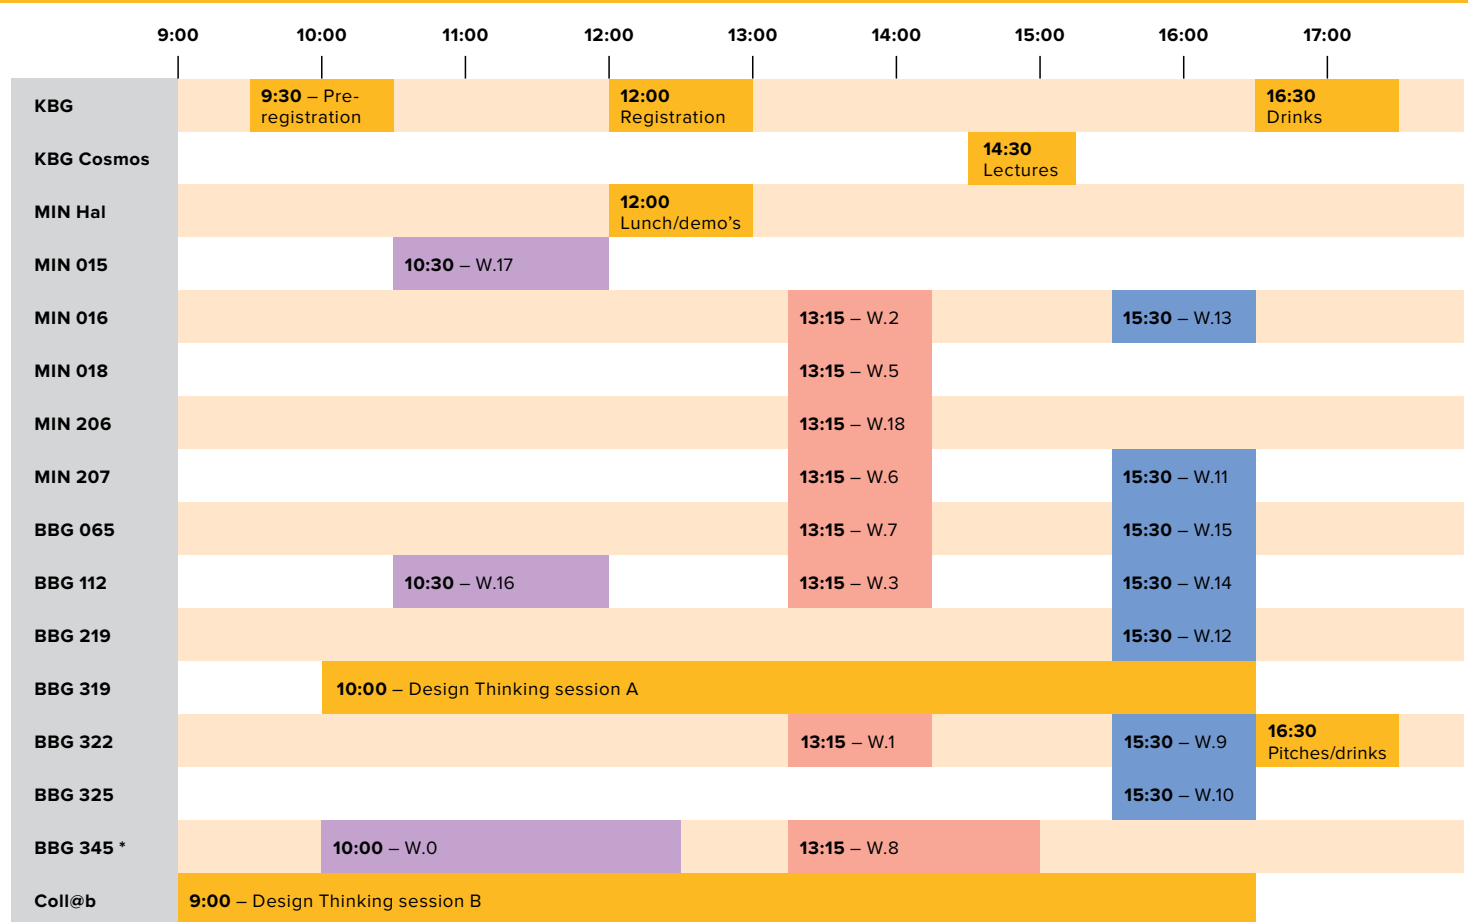 9:00 10:00 11:00 12:00 13:00 14:00 15:00 16:00 17:00
KBG 9:30 – Pre- 12:00 16:30
registration Registration Drinks
KBG Cosmos 14:30
Lectures
MIN Hal 12:00
Lunch/demo’s
MIN 015 10:30 – W.17
MIN 016 13:15 – W.2 15:30 – W.13
MIN 018 13:15 – W.5
MIN 206 13:15 – W.18
MIN 207 13:15 – W.6 15:30 – W.11
BBG 065 13:15 – W.7 15:30 – W.15
BBG 112 10:30 – W.16 13:15 – W.3 15:30 – W.14
BBG 219 15:30 – W.12
BBG 319 10:00 – Design Thinking session A
BBG 322 13:15 – W.1 15:30 – W.9 16:30
Pitches/drinks
BBG 325 15:30 – W.10
BBG 345 * 10:00 – W.0 13:15 – W.8
Coll@b 9:00 – Design Thinking session B